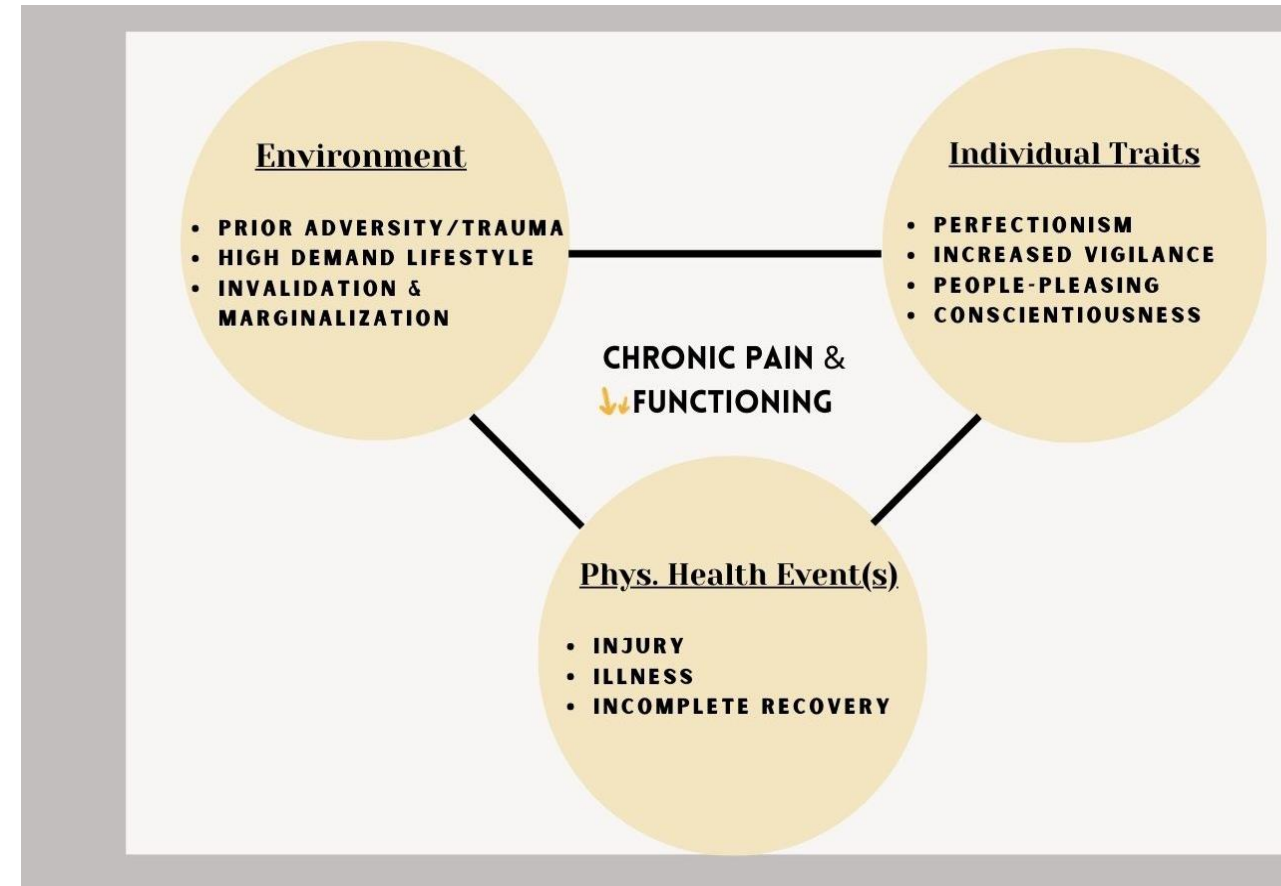 Environment
• PRIOR ADVERSITY/TRAUMA
• HIGH DEMAND LIFESTYLE
• INVALIDATION &
MARGINALIZATION
Individual Traits
• PERFECTIONISM
• INCREASED VIGILANCE
• PEOPLE-PLEASING
• CONSCIENTIOUSNESS
CHRONIC PAIN &
↓↓FUNCTIONING
Phys. Health Event(s)
• INJURY
• ILLNESS
• INCOMPLETE RECOVERY